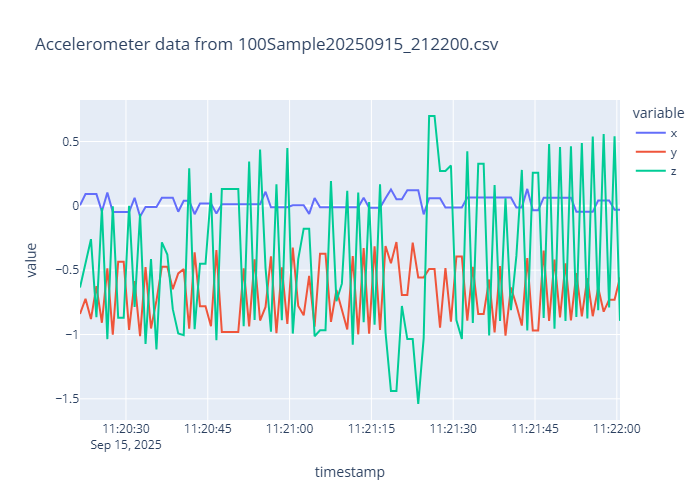 Accelerometer data from 100Sample20250915_212200.csv
variable
x
y
z
value
0.5
0
−0.5
−1
−1.5
11:20:30
11:20:45
11:21:00
11:21:15
11:21:30
11:21:45
11:22:00
Sep 15, 2025
timestamp